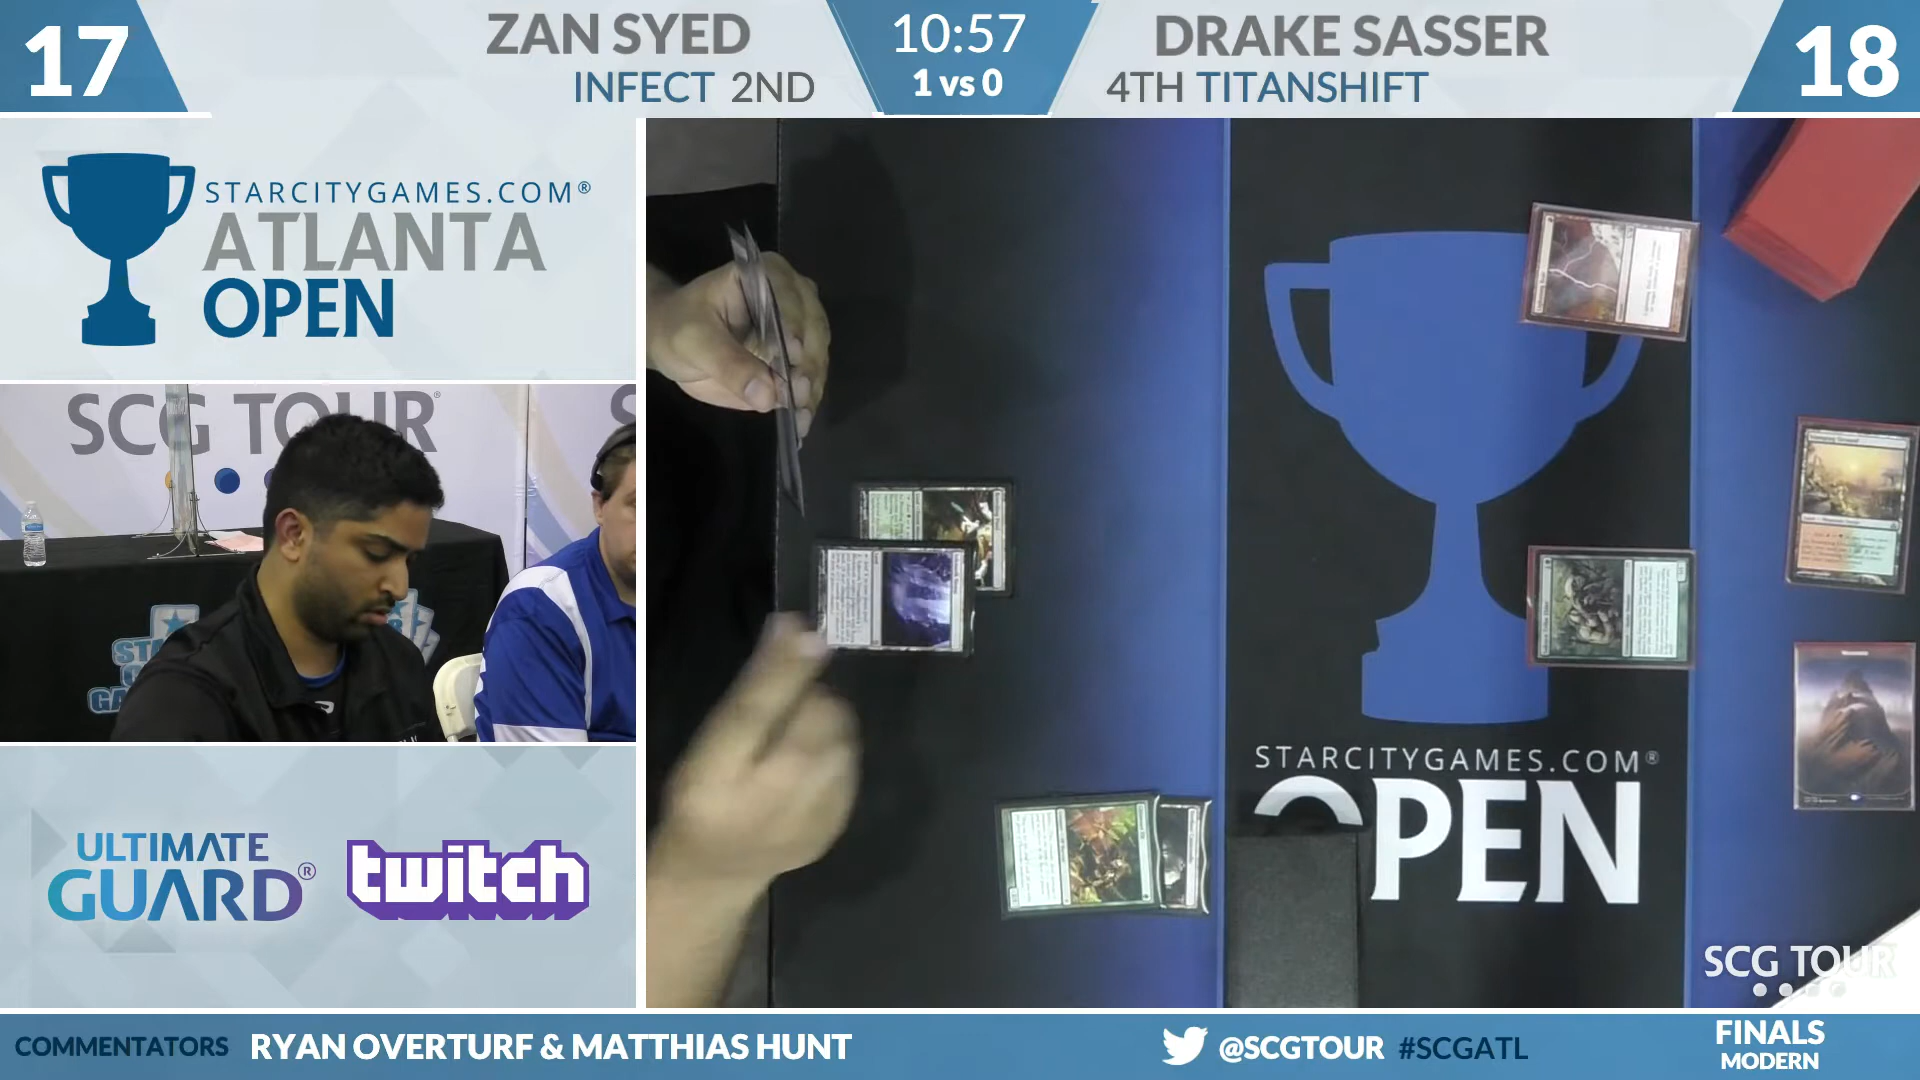 17
ZAN SYED
INFECT 2ND
10:57
1 vs 0
DRAKE SASSER
4TH TITANSHIFT
18
STARCITYGAMES.COM®
ATLANTA
OPEN
SCG TOUR®
ULTIMATE
GUARD®
twitch
STARCITYGAMES.COM®
OPEN
SCG TOUR
COMMENTATORS RYAN OVERTURF & MATTHIAS HUNT
@SCGTOUR #SCGATL
FINALS
MODERN